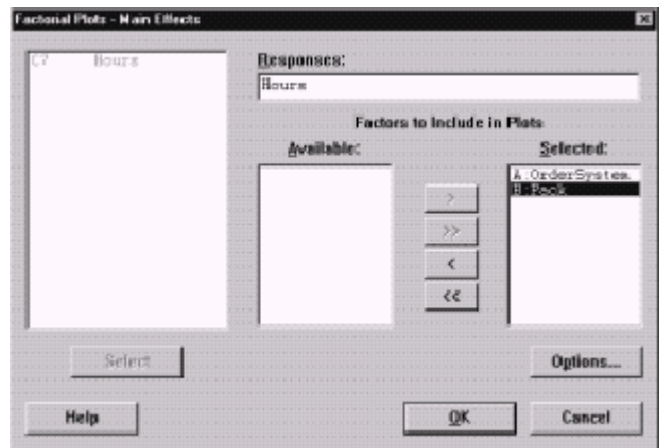 Factorial Plots - Main Effects
C7 Hours
Responses:
Hours
Factors to Include in Plots
Available:
Selected:
A:OrderSystem
B:Pack
>
>>
<
<<
Select
Options...
Help
OK
Cancel